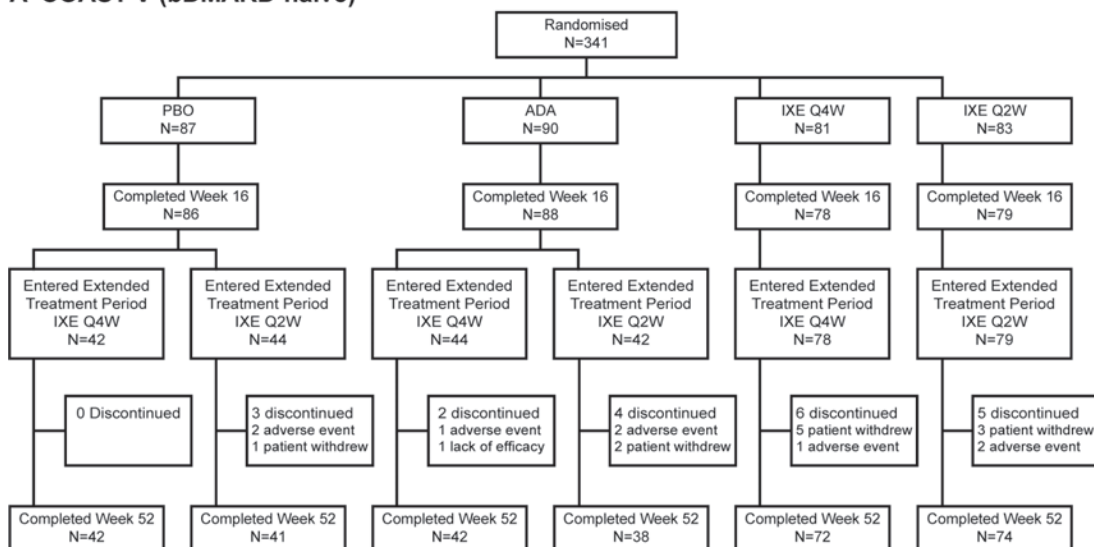 A COAST-V (bDMARD-naïve)
Randomised
N=341
PBO
N=87
ADA
N=90
IXE Q4W
N=81
IXE Q2W
N=83
Completed Week 16
N=86
Completed Week 16
N=88
Completed Week 16
N=78
Completed Week 16
N=79
Entered Extended
Treatment Period
IXE Q4W
N=42
Entered Extended
Treatment Period
IXE Q2W
N=44
Entered Extended
Treatment Period
IXE Q4W
N=44
Entered Extended
Treatment Period
IXE Q2W
N=42
Entered Extended
Treatment Period
IXE Q4W
N=78
Entered Extended
Treatment Period
IXE Q2W
N=79
0 Discontinued
3 discontinued
2 adverse event
1 patient withdrew
2 discontinued
1 adverse event
1 lack of efficacy
4 discontinued
2 adverse event
2 patient withdrew
6 discontinued
5 patient withdrew
1 adverse event
5 discontinued
3 patient withdrew
2 adverse event
Completed Week 52
N=42
Completed Week 52
N=41
Completed Week 52
N=42
Completed Week 52
N=38
Completed Week 52
N=72
Completed Week 52
N=74